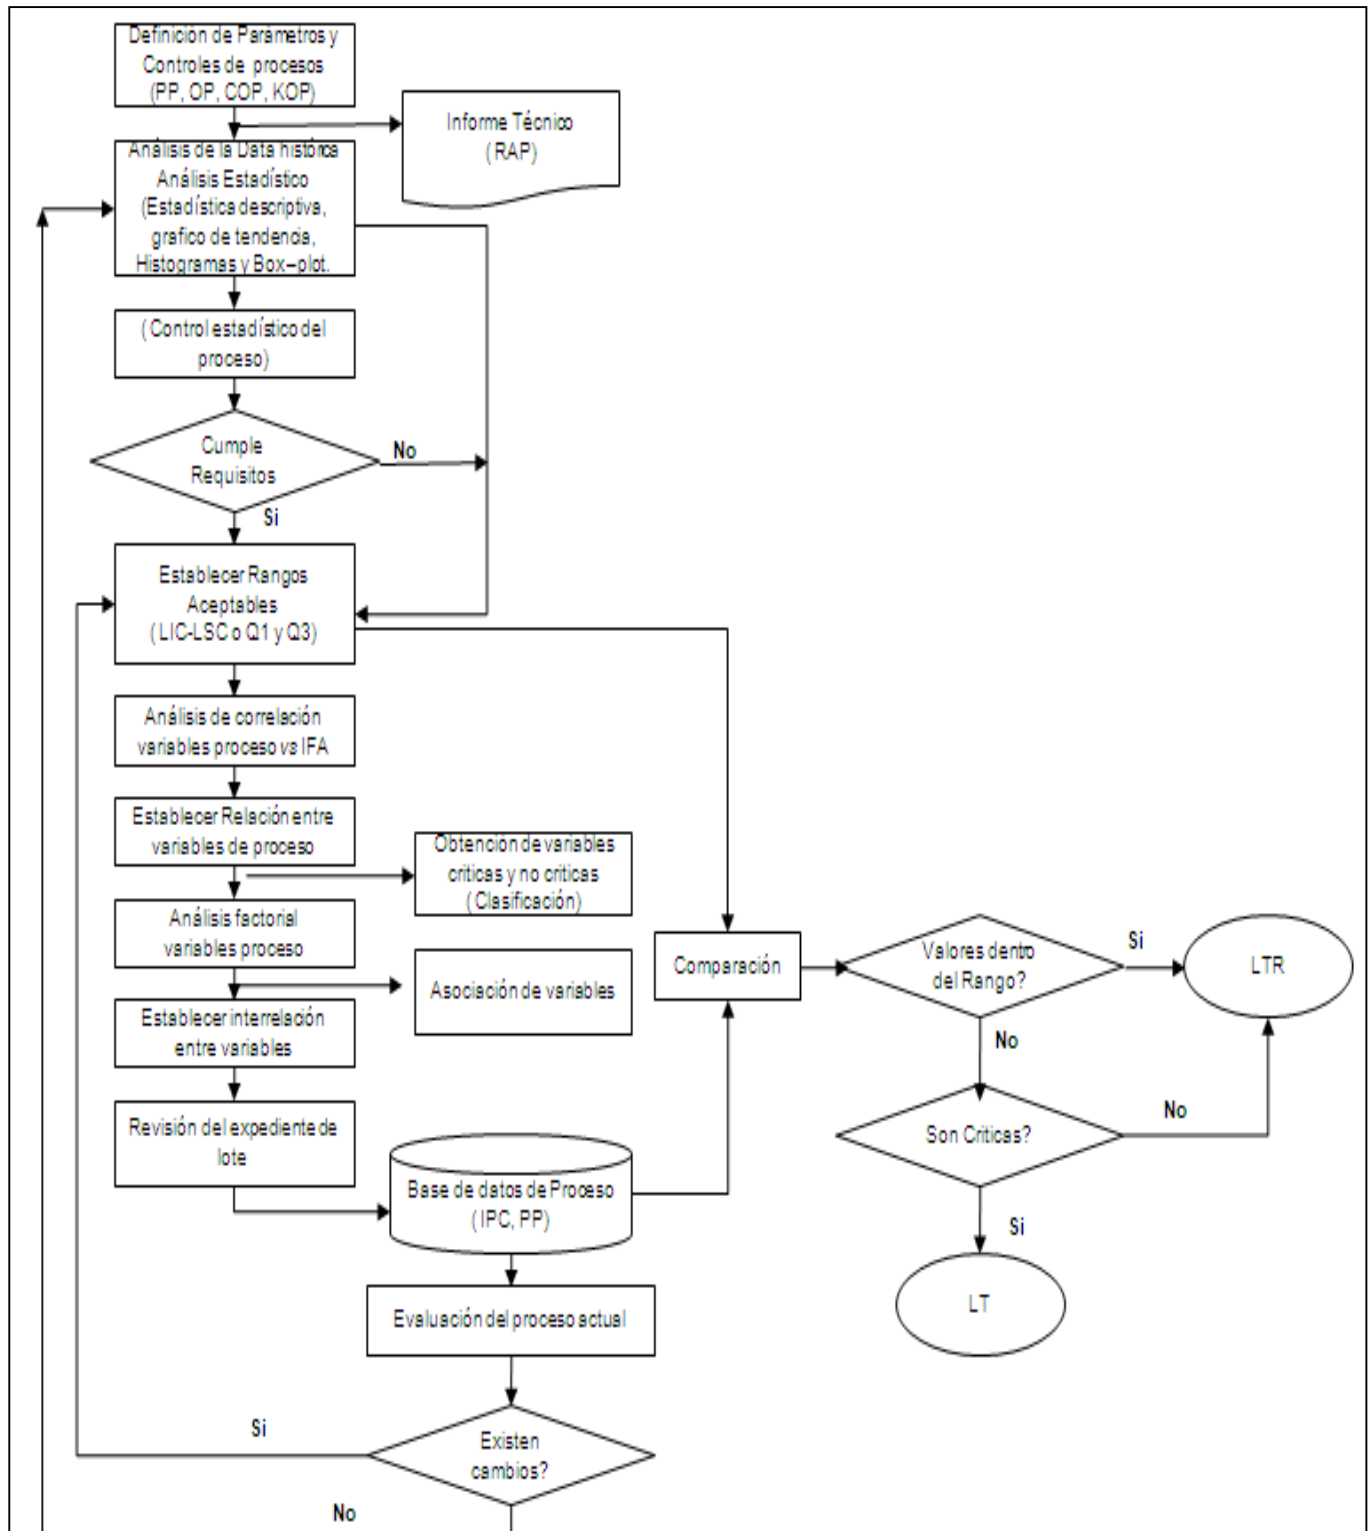 Definición de Parámetros y
Controles de procesos
(PP, OP, COP, KOP)
Informe Técnico
( RAP)
Análisis de la Data histórica
Análisis Estadístico
(Estadística descriptiva,
grafico de tendencia,
Histogramas y Box–plot.
( Control estadístico del
proceso)
Cumple
Requisitos
No
Si
Establecer Rangos
Aceptables
( LIC-LSC o Q1 y Q3)
Análisis de correlación
variables proceso vs IFA
Establecer Relación entre
variables de proceso
Obtención de variables
criticas y no criticas
( Clasificación)
Análisis factorial
variables proceso
Asociación de variables
Establecer interrelación
entre variables
Revisión del expediente de
lote
Base de datos de Proceso
( IPC, PP)
Comparación
Valores dentro
del Rango?
Si
LTR
No
Son Criticas?
No
Si
LT
Evaluación del proceso actual
Existen
cambios?
Si
No